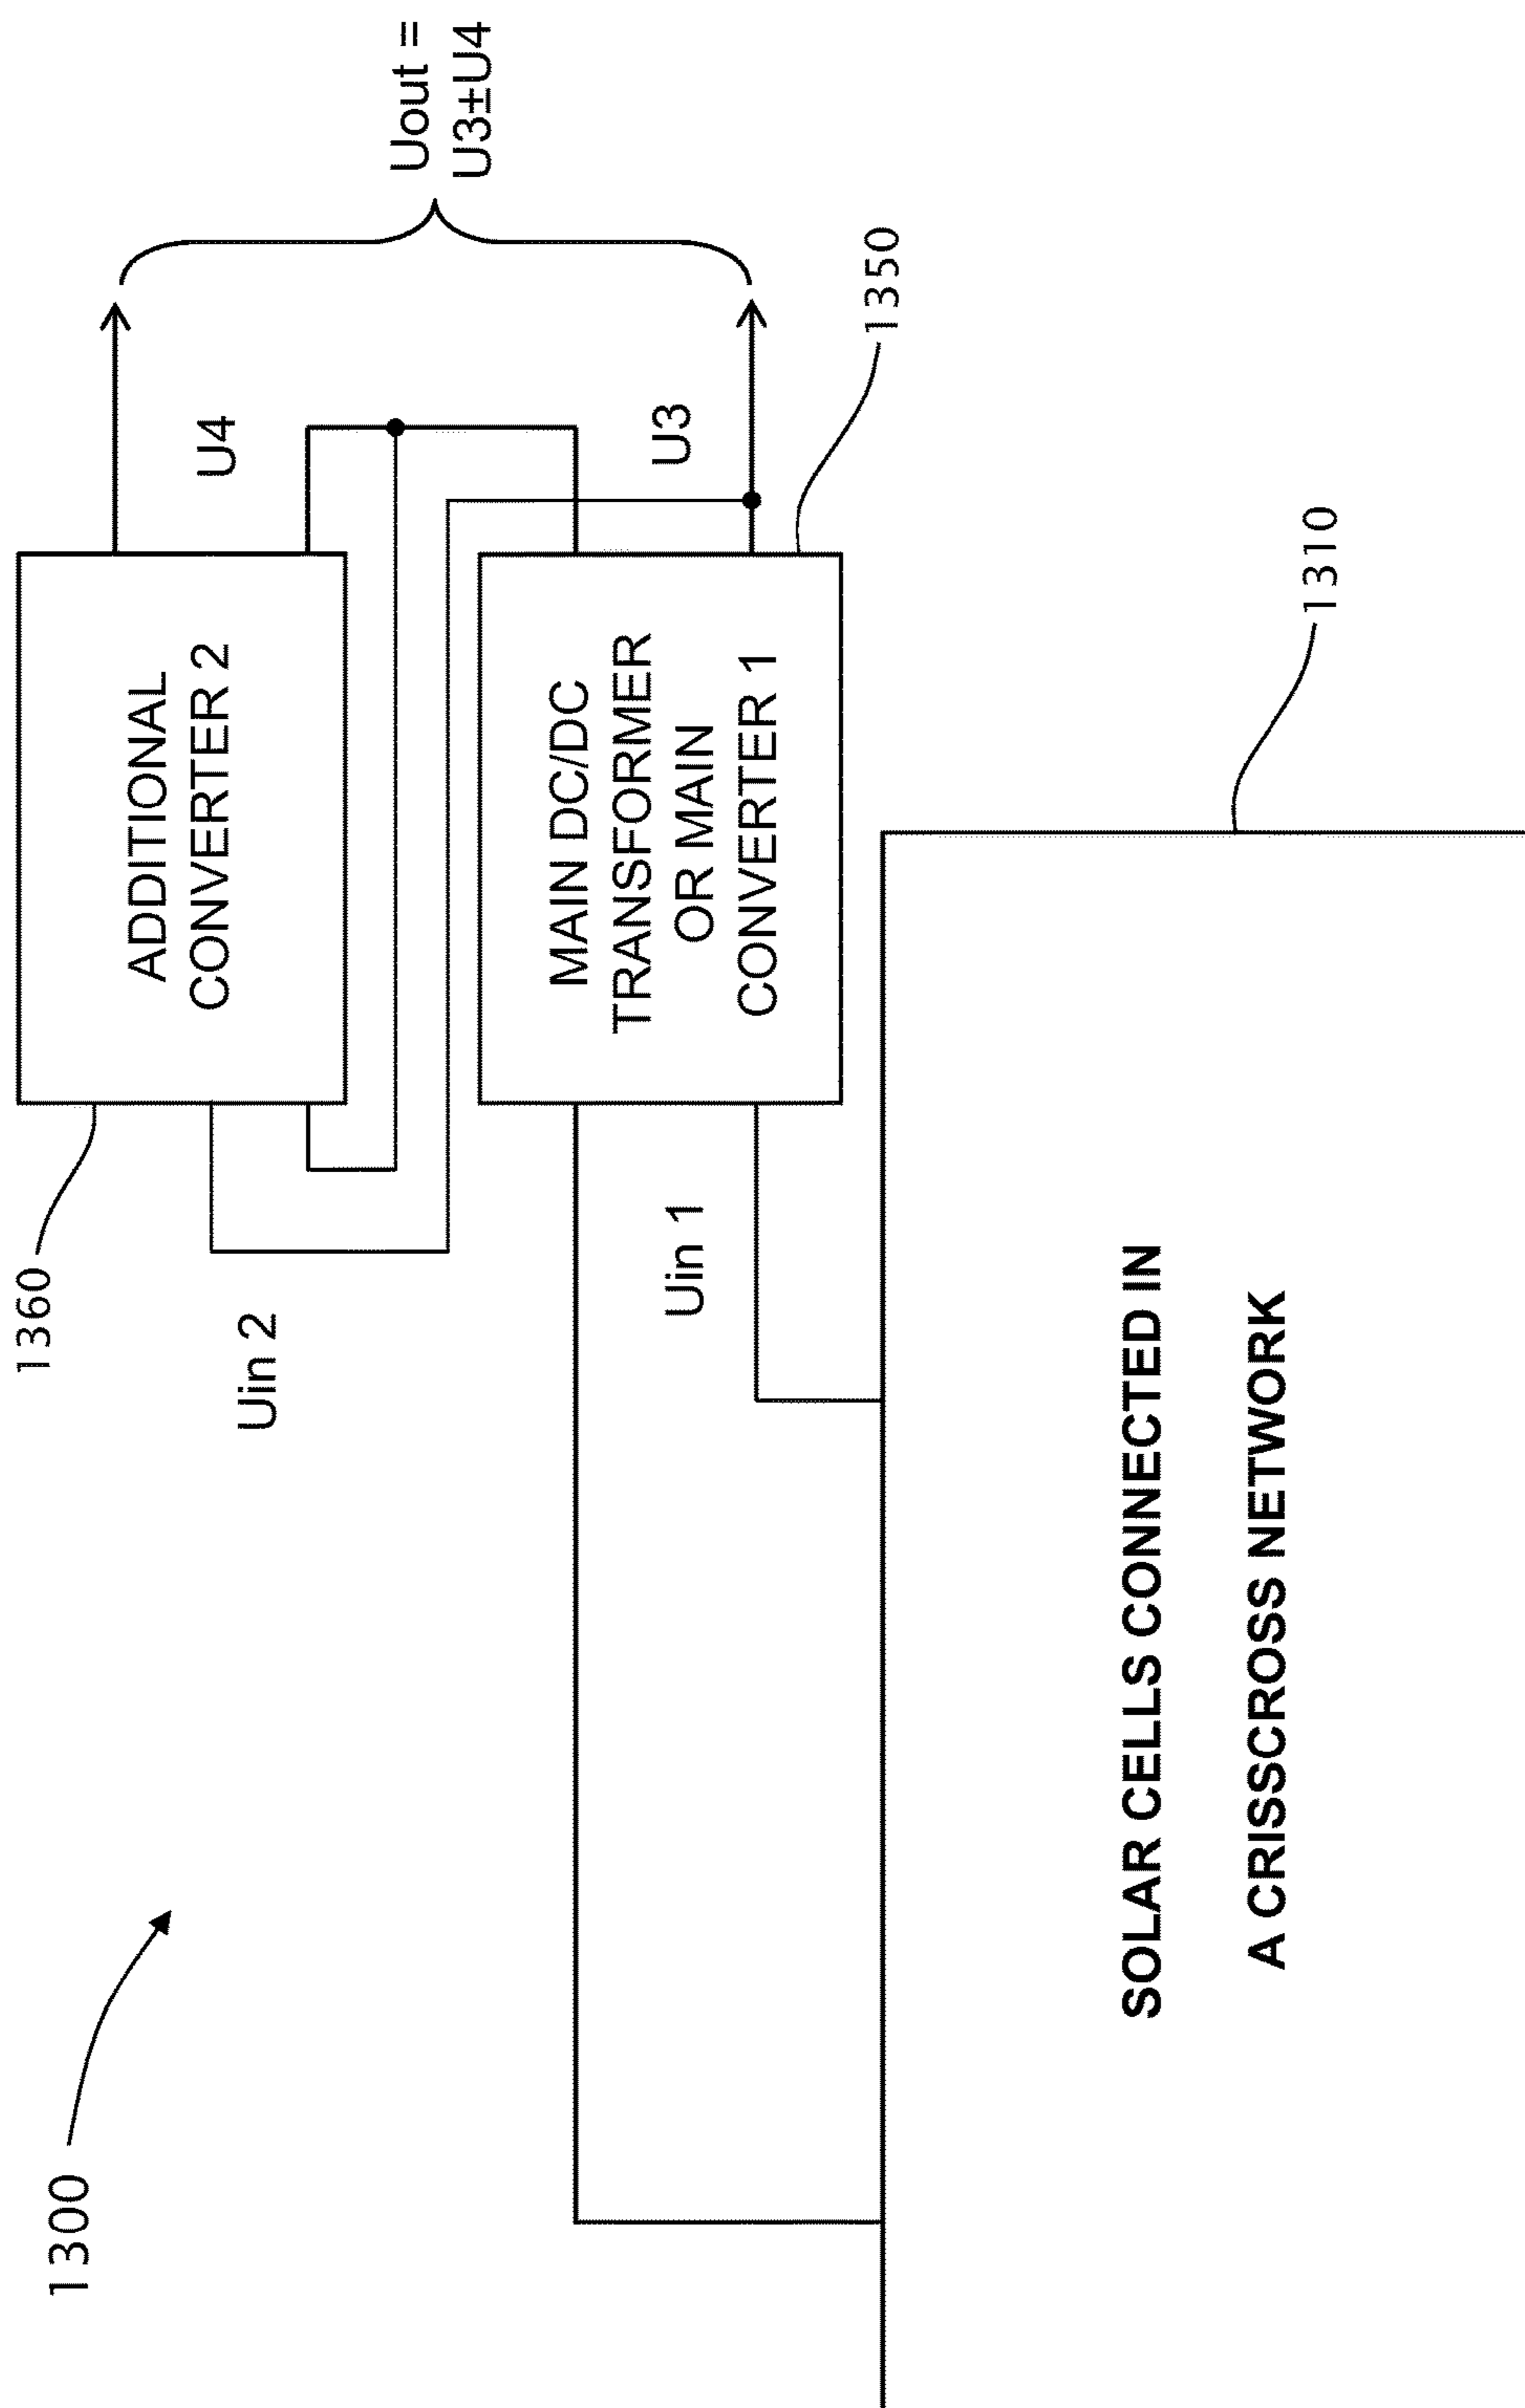 1300
1360
ADDITIONAL
CONVERTER 2
U4
Uout =
U3±U4
Uin 2
MAIN DC/DC
TRANSFORMER
OR MAIN
CONVERTER 1
U3
Uin 1
1350
1310
SOLAR CELLS CONNECTED IN
A CRISSCROSS NETWORK